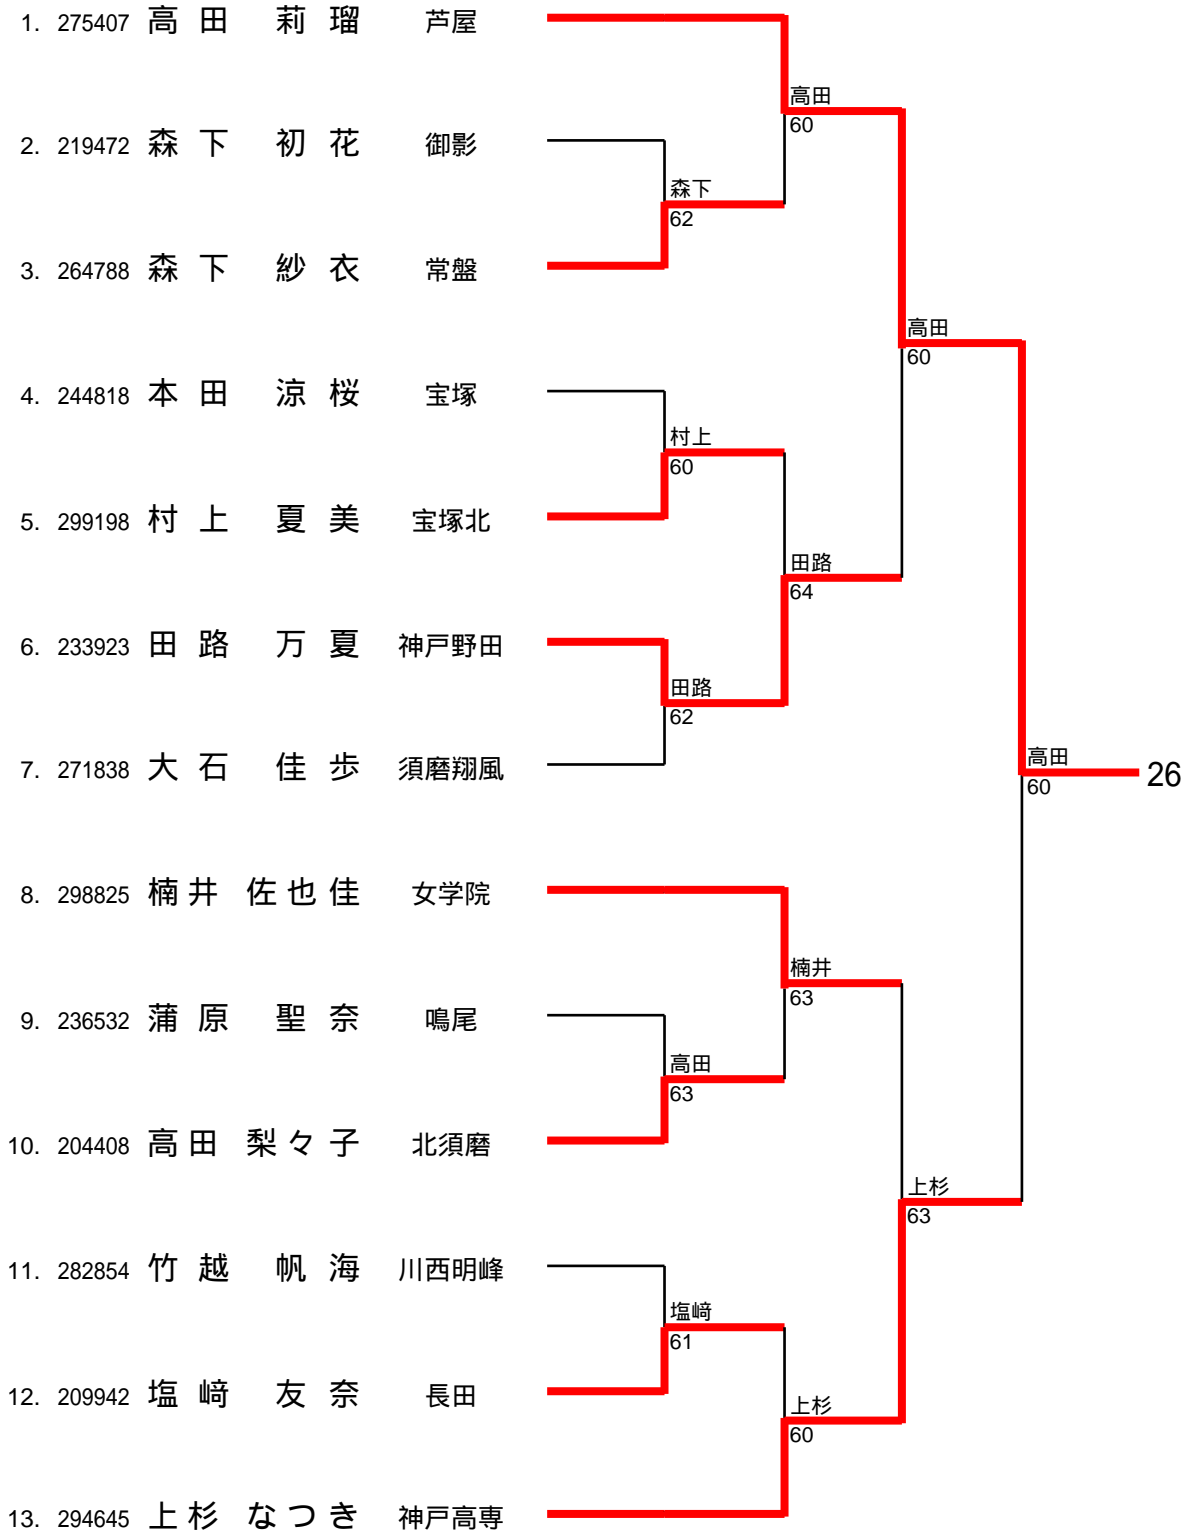 1. 275407 高田 莉瑠 芦屋
高田
60
2. 219472 森下 初花 御影
森下
62
3. 264788 森下 紗衣 常盤
高田
60
4. 244818 本田 涼桜 宝塚
村上
60
5. 299198 村上 夏美 宝塚北
田路
64
6. 233923 田路 万夏 神戸野田
田路
62
7. 271838 大石 佳歩 須磨翔風
高田
60
26
8. 298825 楠井 佐也佳 女学院
楠井
63
9. 236532 蒲原 聖奈 鳴尾
高田
63
10. 204408 高田 梨々子 北須磨
上杉
63
11. 282854 竹越 帆海 川西明峰
塩﨑
61
12. 209942 塩﨑 友奈 長田
上杉
60
13. 294645 上杉 なつき 神戸高専